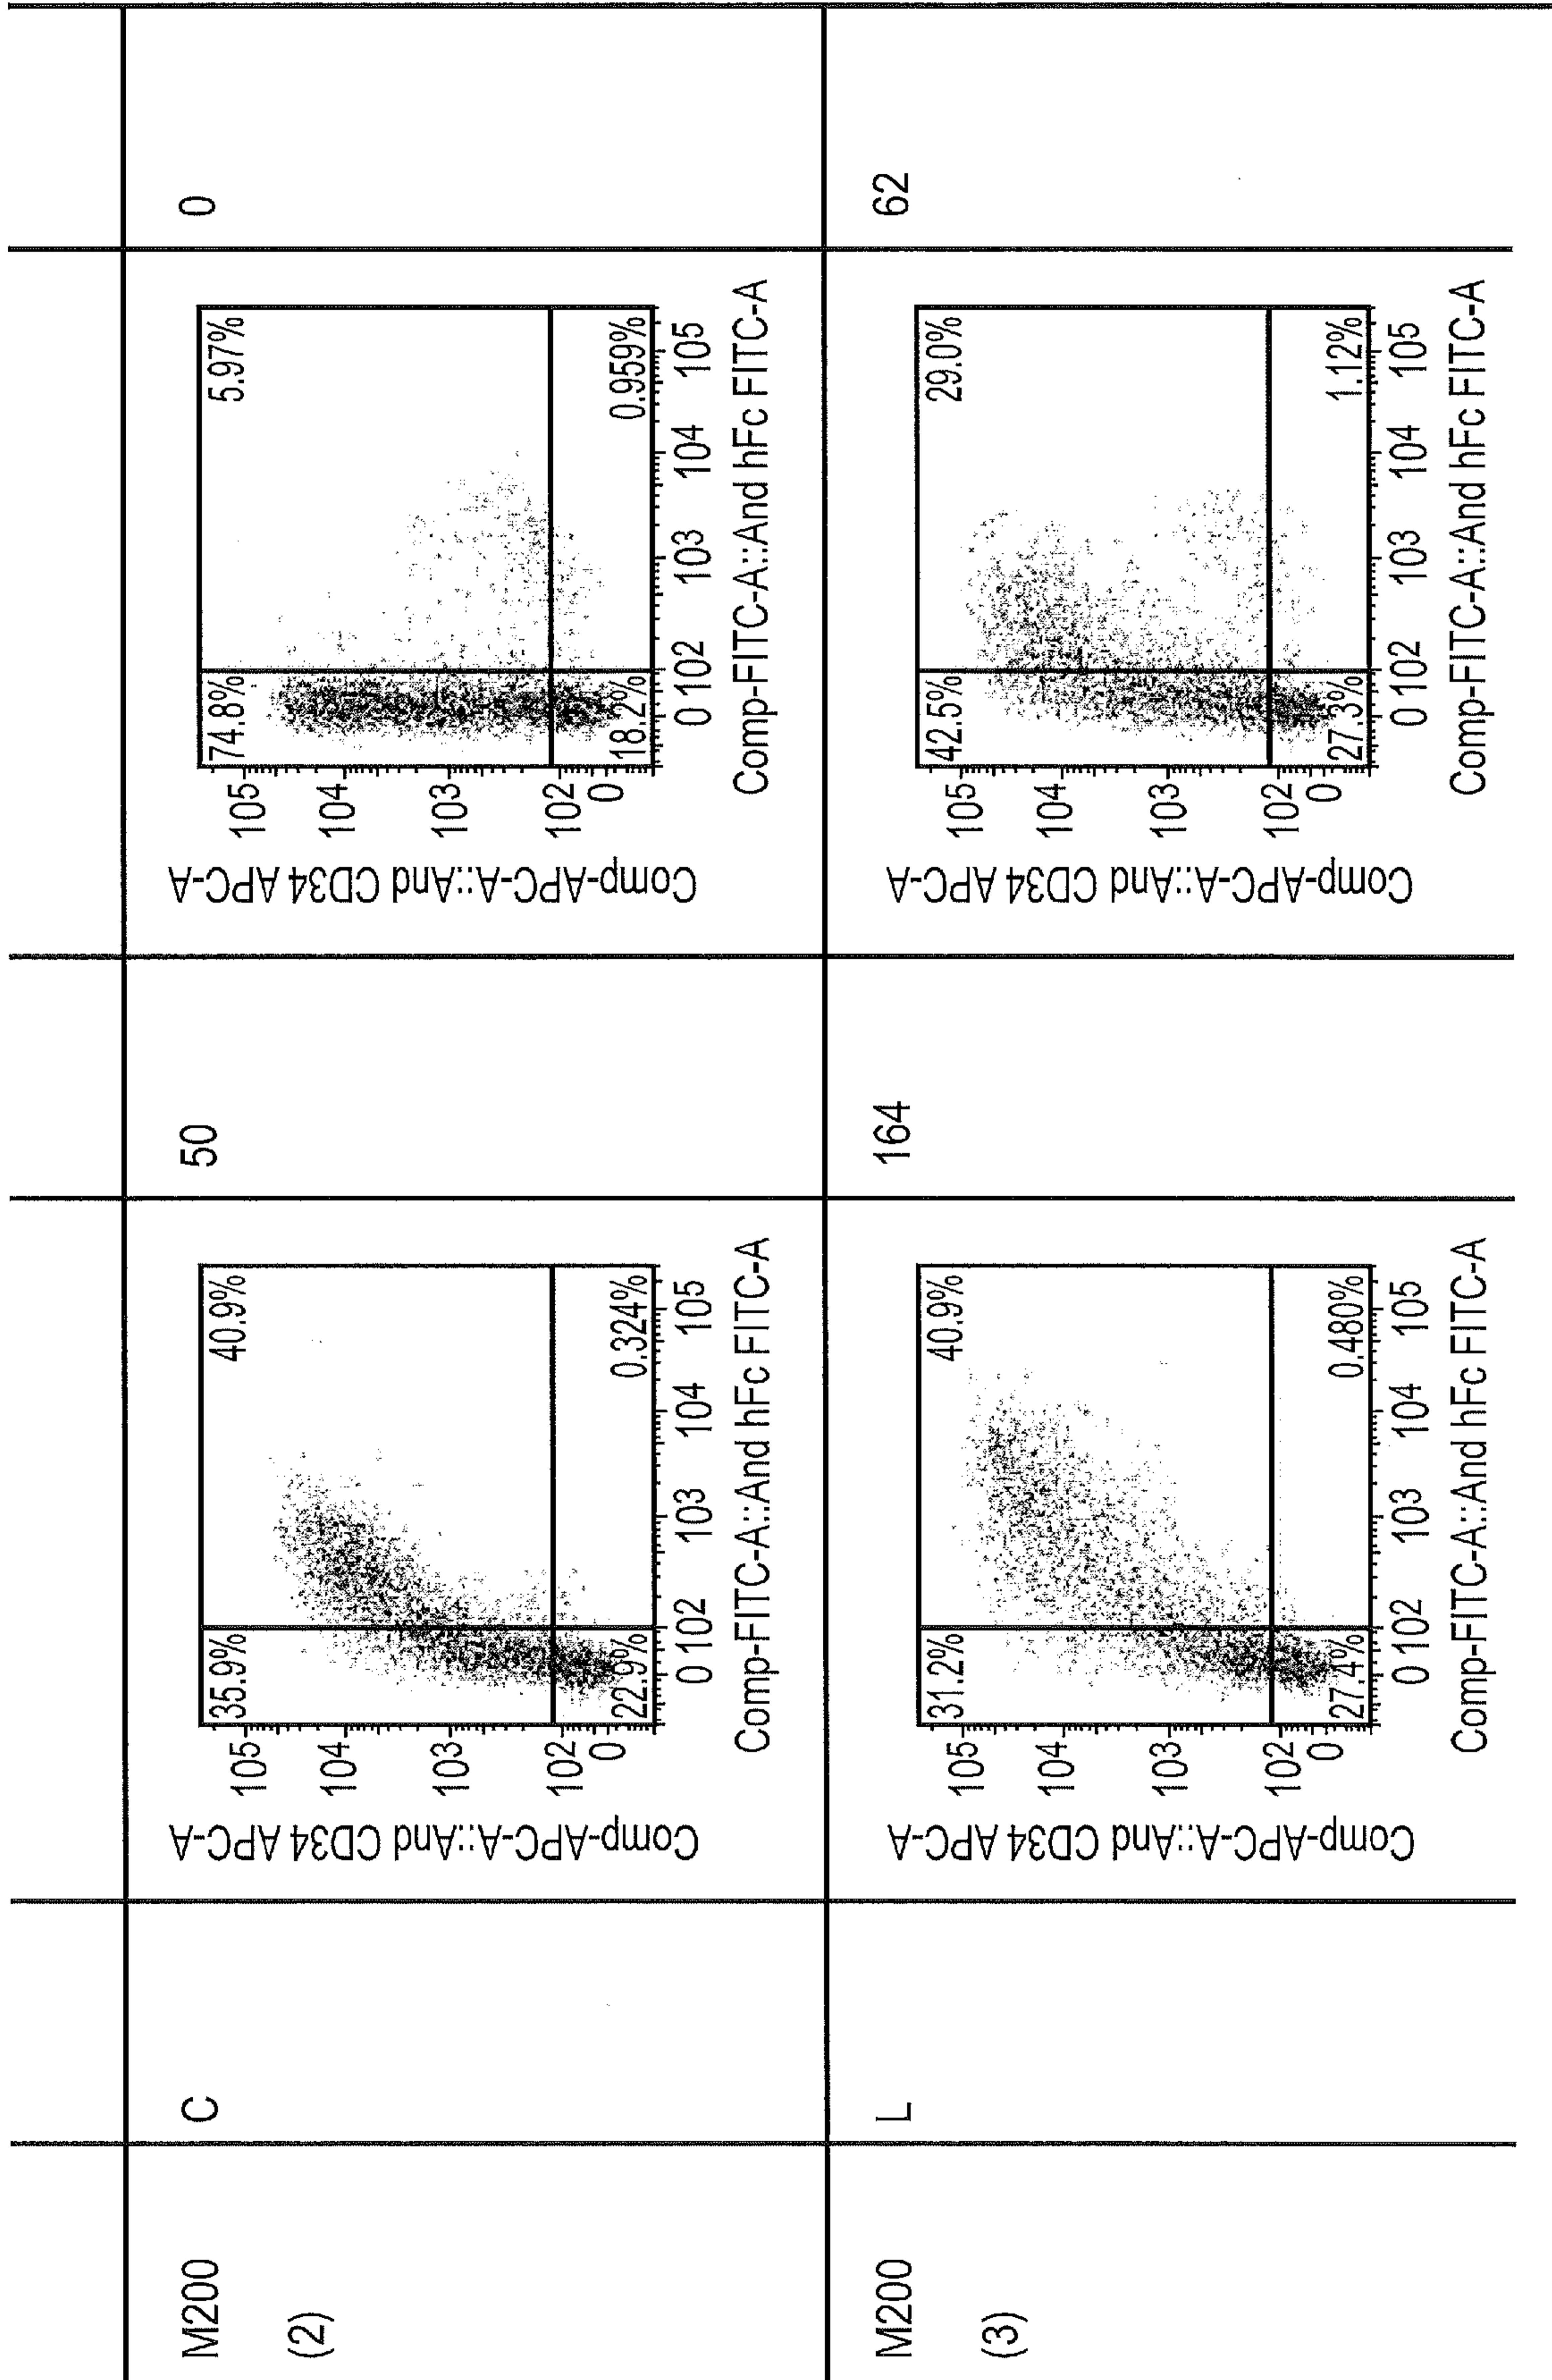 M200
(2)
C
Comp-APC-A::And CD34 APC-A
105
104
103
102
0
35.9%
40.9%
22.9%
0.324%
0 102 103 104 105
Comp-FITC-A::And hFc FITC-A
50
Comp-APC-A::And CD34 APC-A
105
104
103
102
0
74.8%
5.97%
18.2%
0.959%
0 102 103 104 105
Comp-FITC-A::And hFc FITC-A
0
M200
(3)
L
Comp-APC-A::And CD34 APC-A
105
104
103
102
0
31.2%
40.9%
27.4%
0.480%
0 102 103 104 105
Comp-FITC-A::And hFc FITC-A
164
Comp-APC-A::And CD34 APC-A
105
104
103
102
0
42.5%
29.0%
27.3%
1.12%
0 102 103 104 105
Comp-FITC-A::And hFc FITC-A
62